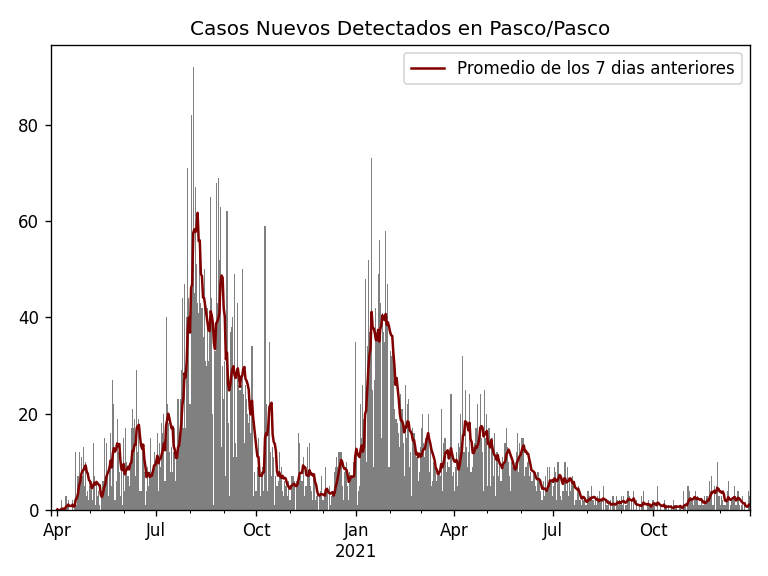 Casos Nuevos Detectados en Pasco/Pasco
Promedio de los 7 dias anteriores
80
60
40
20
0
Apr Jul Oct Jan Apr Jul Oct
2021